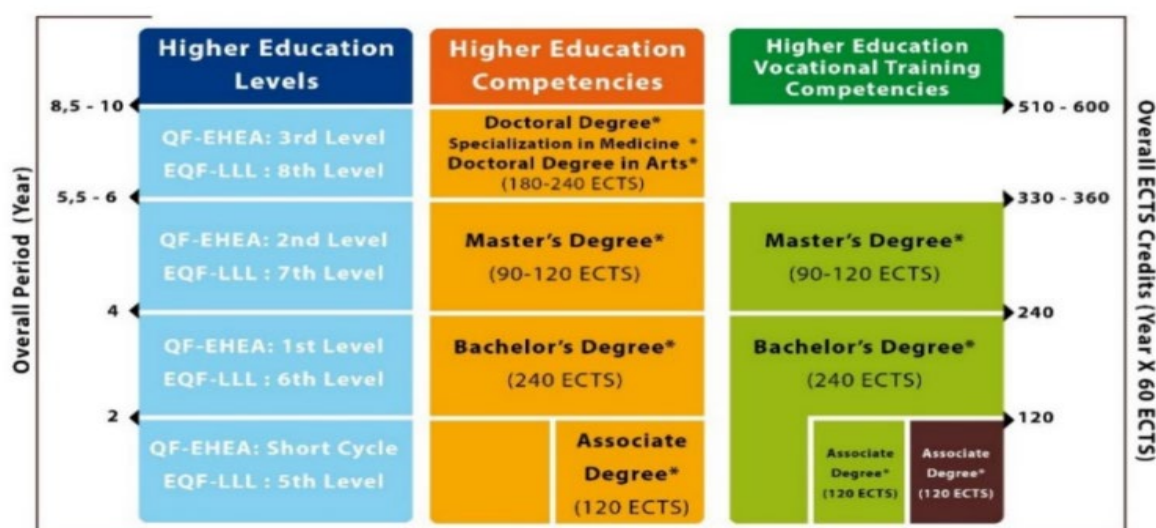 Higher Education
Levels
Higher Education
Competencies
Higher Education
Vocational Training
Competencies
8,5 - 10
510 - 600
QF-EHEA: 3rd Level
EQF-LLL : 8th Level
Doctoral Degree*
Specialization in Medicine *
Doctoral Degree in Arts*
(180-240 ECTS)
5,5 - 6
330 - 360
QF-EHEA: 2nd Level
EQF-LLL : 7th Level
Master's Degree*
(90-120 ECTS)
Master's Degree*
(90-120 ECTS)
4
240
QF-EHEA: 1st Level
EQF-LLL : 6th Level
Bachelor's Degree*
(240 ECTS)
Bachelor's Degree*
(240 ECTS)
2
120
QF-EHEA: Short Cycle
EQF-LLL : 5th Level
Associate
Degree*
(120 ECTS)
Associate
Degree*
(120 ECTS)
Associate
Degree*
(120 ECTS)
Overall Period (Year)
Overall ECTS Credits (Year X 60 ECTS)